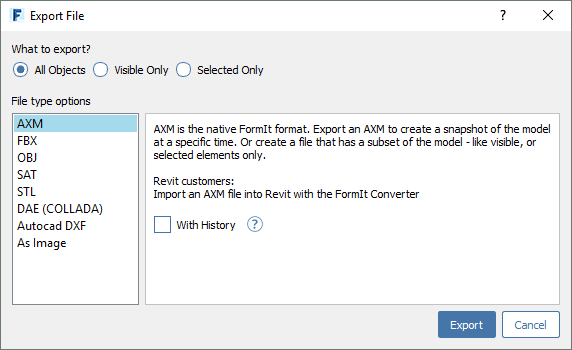 Export File
?
What to export?
All Objects Visible Only Selected Only
File type options
AXM
FBX
OBJ
SAT
STL
DAE (COLLADA)
Autocad DXF
As Image
AXM is the native FormIt format. Export an AXM to create a snapshot of the model
at a specific time. Or create a file that has a subset of the model - like visible, or
selected elements only.
Revit customers:
Import an AXM file into Revit with the FormIt Converter
With History ?
Export Cancel